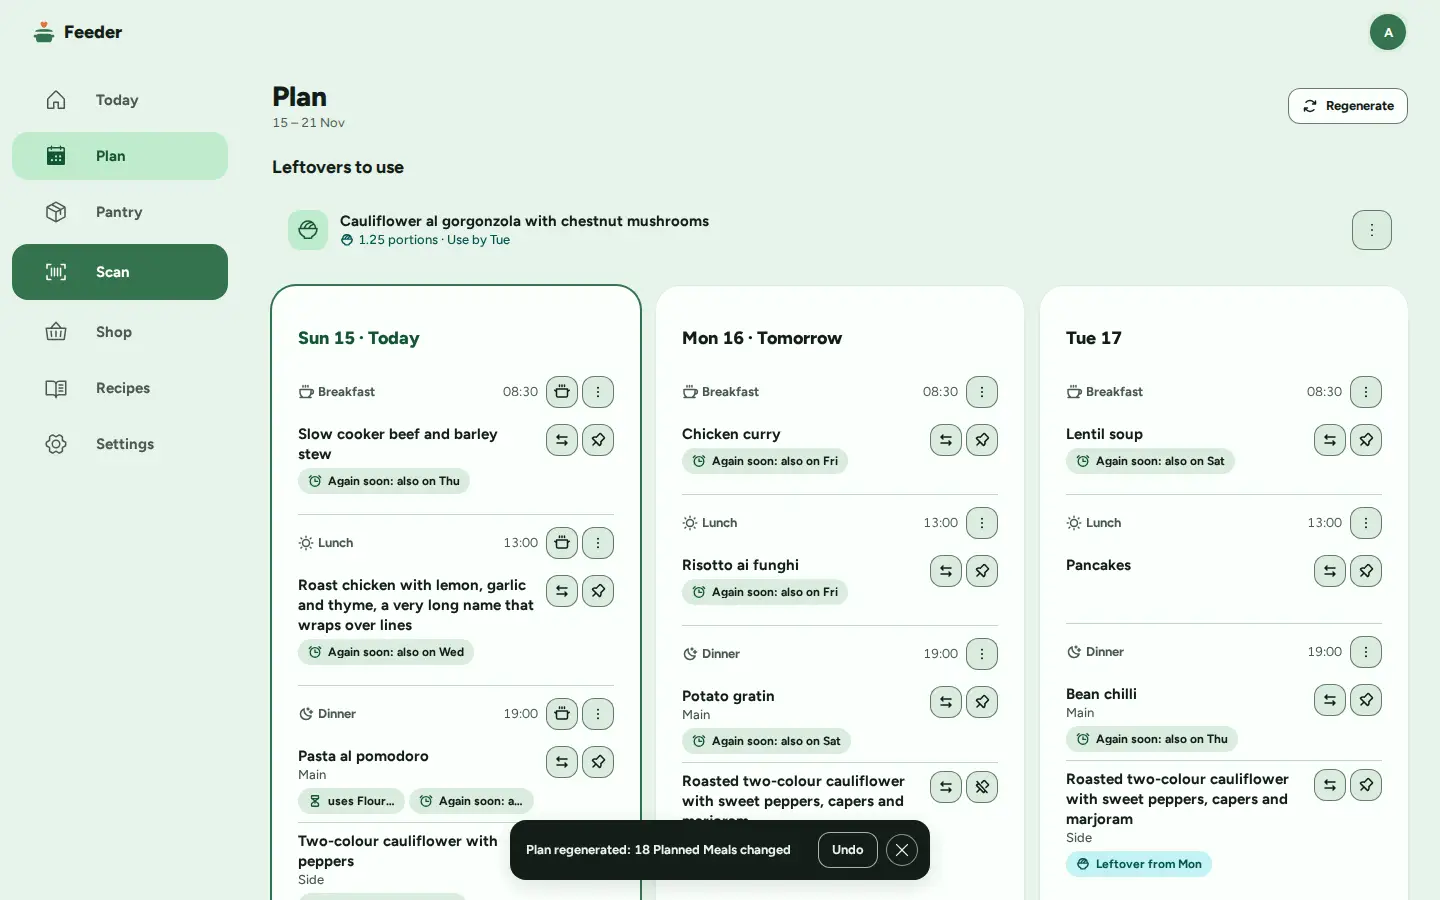 Feeder
A
Today
Plan
Pantry
Scan
Shop
Recipes
Settings
Plan
15 – 21 Nov
Regenerate
Leftovers to use
Cauliflower al gorgonzola with chestnut mushrooms
1.25 portions · Use by Tue
Sun 15 · Today
Breakfast
08:30
Slow cooker beef and barley
stew
Again soon: also on Thu
Lunch
13:00
Roast chicken with lemon, garlic
and thyme, a very long name that
wraps over lines
Again soon: also on Wed
Dinner
19:00
Pasta al pomodoro
Main
uses Flour...
Again soon: a...
Two-colour cauliflower with
peppers
Side
Mon 16 · Tomorrow
Breakfast
08:30
Chicken curry
Again soon: also on Fri
Lunch
13:00
Risotto ai funghi
Again soon: also on Fri
Dinner
19:00
Potato gratin
Main
Again soon: also on Sat
Roasted two-colour cauliflower
with sweet peppers, capers and
Tue 17
Breakfast
08:30
Lentil soup
Again soon: also on Sat
Lunch
13:00
Pancakes
Dinner
19:00
Bean chilli
Main
Again soon: also on Thu
Roasted two-colour cauliflower
with sweet peppers, capers and
marjoram
Side
Leftover from Mon
Plan regenerated: 18 Planned Meals changed
Undo